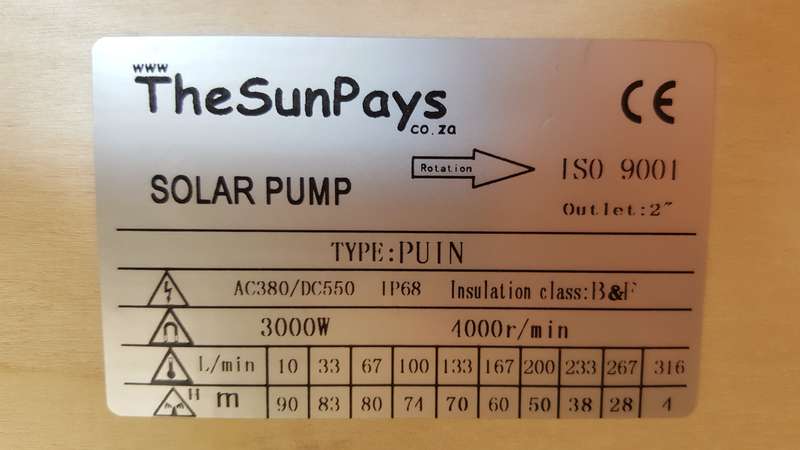 www
TheSunPays
co.za
CE
SOLAR PUMP
Rotation
ISO 9001
Outlet:2"
TYPE:PUIN
AC380/DC550 IP68 Insulation class:B&F
3000W 4000r/min
L/min 10 33 67 100 133 167 200 233 267 316
H m 90 83 80 74 70 60 50 38 28 4